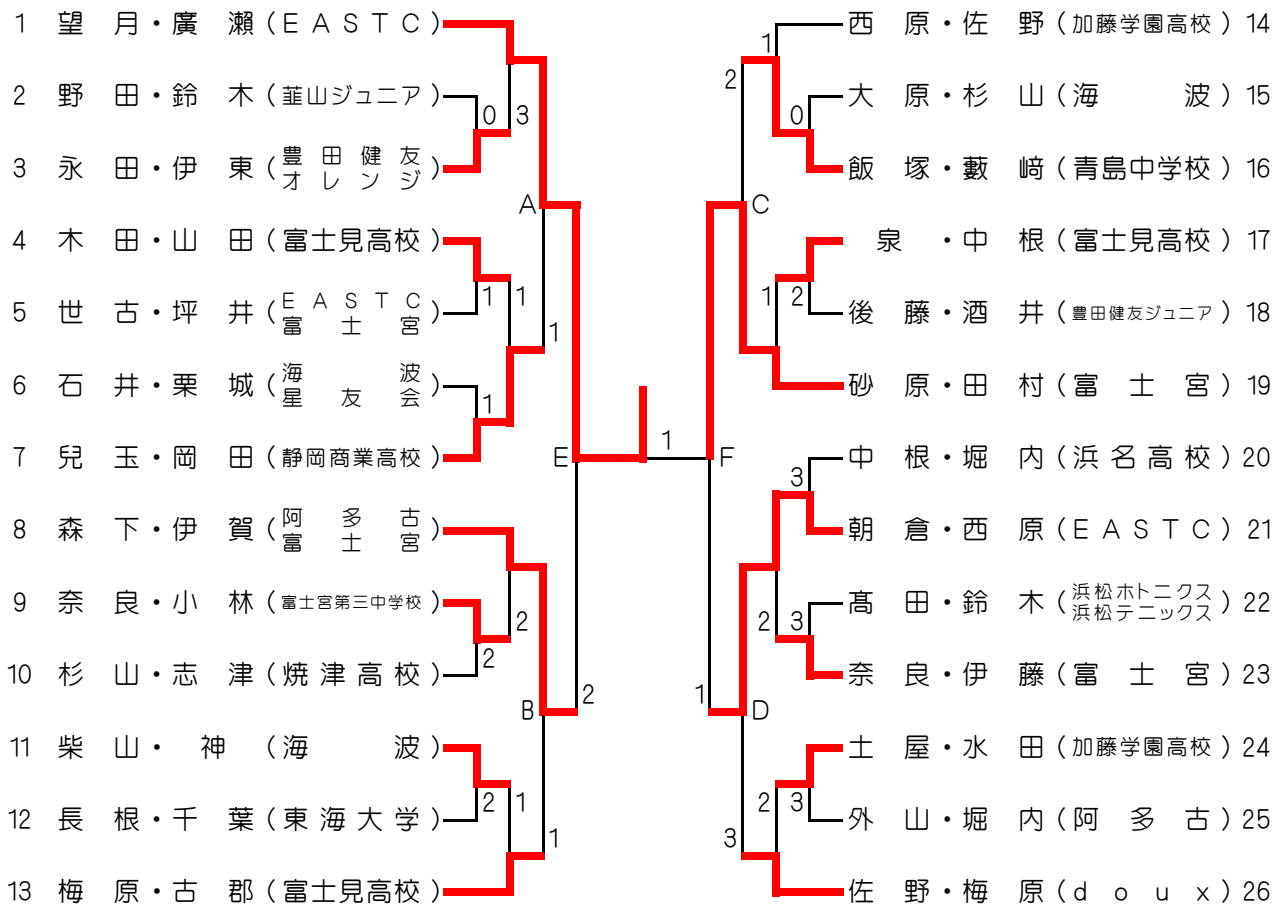 1 望月・廣瀬(EASTC)
2 野田・鈴木(韮山ジュニア)
0
3
3 永田・伊東(豊田健友
オレンジ)
A
4 木田・山田(富士見高校)
1
1
5 世古・坪井(EASTC
富士宮)
1
6 石井・栗城(海波
星友会)
1
7 兒玉・岡田(静岡商業高校)
E
8 森下・伊賀(阿多古
富士宮)
9 奈良・小林(富士宮第三中学校)
2
2
10 杉山・志津(焼津高校)
B
2
11 柴山・神(海波)
2
1
12 長根・千葉(東海大学)
1
13 梅原・古郡(富士見高校)
1
西原・佐野(加藤学園高校)14
1
2
大原・杉山(海波)15
0
飯塚・藪﨑(青島中学校)16
C
泉・中根(富士見高校)17
1
2
後藤・酒井(豊田健友ジュニア)18
砂原・田村(富士宮)19
F
中根・堀内(浜名高校)20
3
朝倉・西原(EASTC)21
髙田・鈴木(浜松ホトニクス
浜松テニックス)22
2
3
奈良・伊藤(富士宮)23
1
D
土屋・水田(加藤学園高校)24
2
3
外山・堀内(阿多古)25
3
佐野・梅原(doux)26